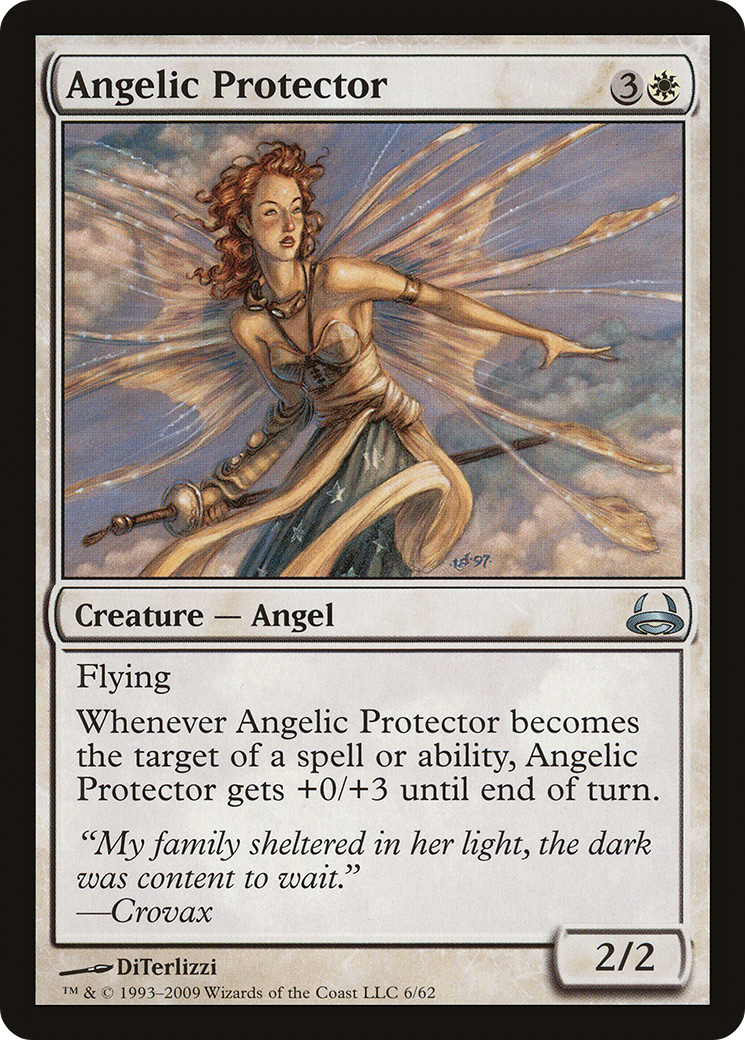 Angelic Protector 3
·97·
Creature — Angel
Flying
Whenever Angelic Protector becomes
the target of a spell or ability, Angelic
Protector gets +0/+3 until end of turn.
“My family sheltered in her light, the dark
was content to wait.”
—Crovax
2/2
DiTerlizzi
™ & © 1993–2009 Wizards of the Coast LLC 6/62